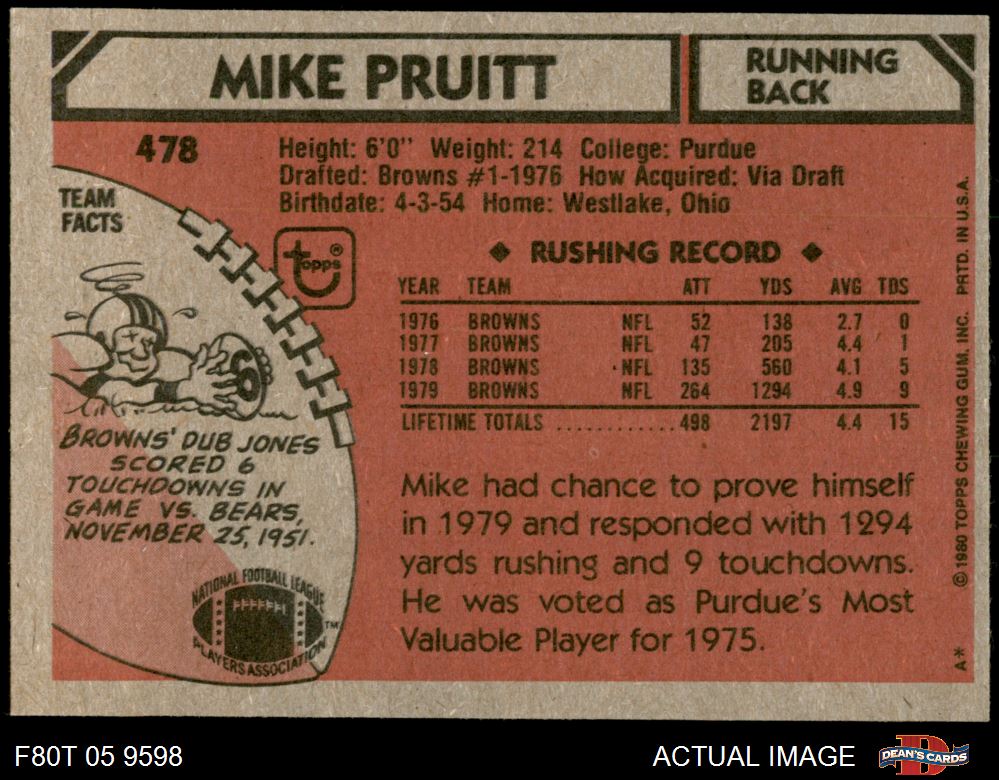 MIKE PRUITT
RUNNING
BACK
478
Height: 6'0" Weight: 214 College: Purdue
Drafted: Browns #1-1976 How Acquired: Via Draft
Birthdate: 4-3-54 Home: Westlake, Ohio
TEAM
FACTS
topps®
◆ RUSHING RECORD ◆
YEAR TEAM ATT YDS AVG TDS
1976 BROWNS NFL 52 138 2.7 0
1977 BROWNS NFL 47 205 4.4 1
1978 BROWNS NFL 135 560 4.1 5
1979 BROWNS NFL 264 1294 4.9 9
LIFETIME TOTALS ............ 498 2197 4.4 15
6
BROWNS' DUB JONES
SCORED 6
TOUCHDOWNS IN
GAME VS. BEARS,
NOVEMBER 25, 1951.
NATIONAL FOOTBALL LEAGUE
PLAYERS ASSOCIATION
TM
Mike had chance to prove himself
in 1979 and responded with 1294
yards rushing and 9 touchdowns.
He was voted as Purdue's Most
Valuable Player for 1975.
A* © 1980 TOPPS CHEWING GUM, INC. PRTD. IN U.S.A.
F80T 05 9598
ACTUAL IMAGE
DEAN'S CARDS